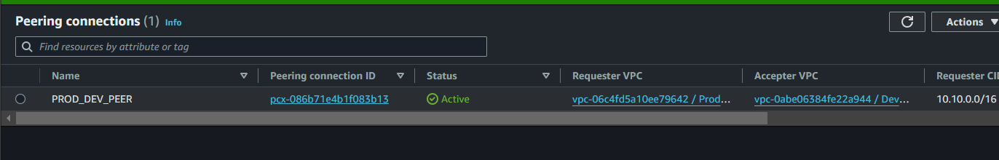 Peering connections (1) Info
Actions
Find resources by attribute or tag
Name Peering connection ID Status Requester VPC Accepter VPC Requester CI
PROD_DEV_PEER pcx-086b71e4b1f083b13 Active vpc-06c4fd5a10ee79642 / Prod... vpc-0abe06384fe22a944 / Dev... 10.10.0.0/16